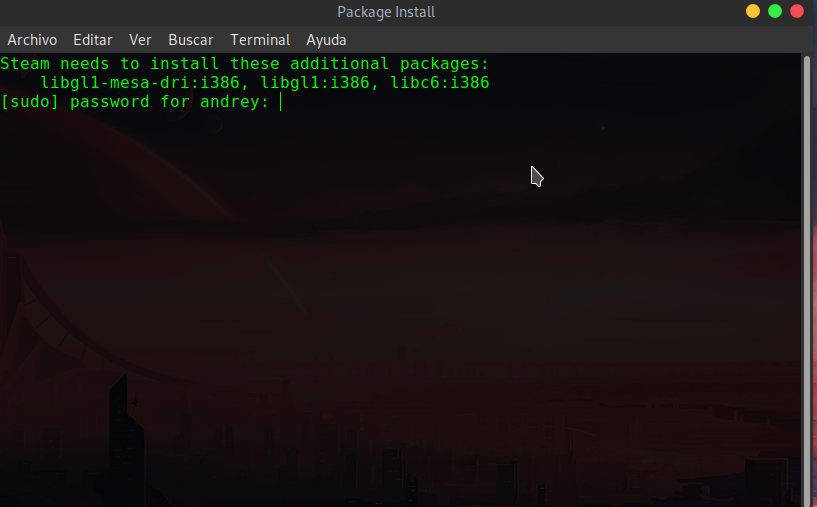 Package Install
Archivo Editar Ver Buscar Terminal Ayuda
Steam needs to install these additional packages:
libgl1-mesa-dri:i386, libgl1:i386, libc6:i386
[sudo] password for andrey: